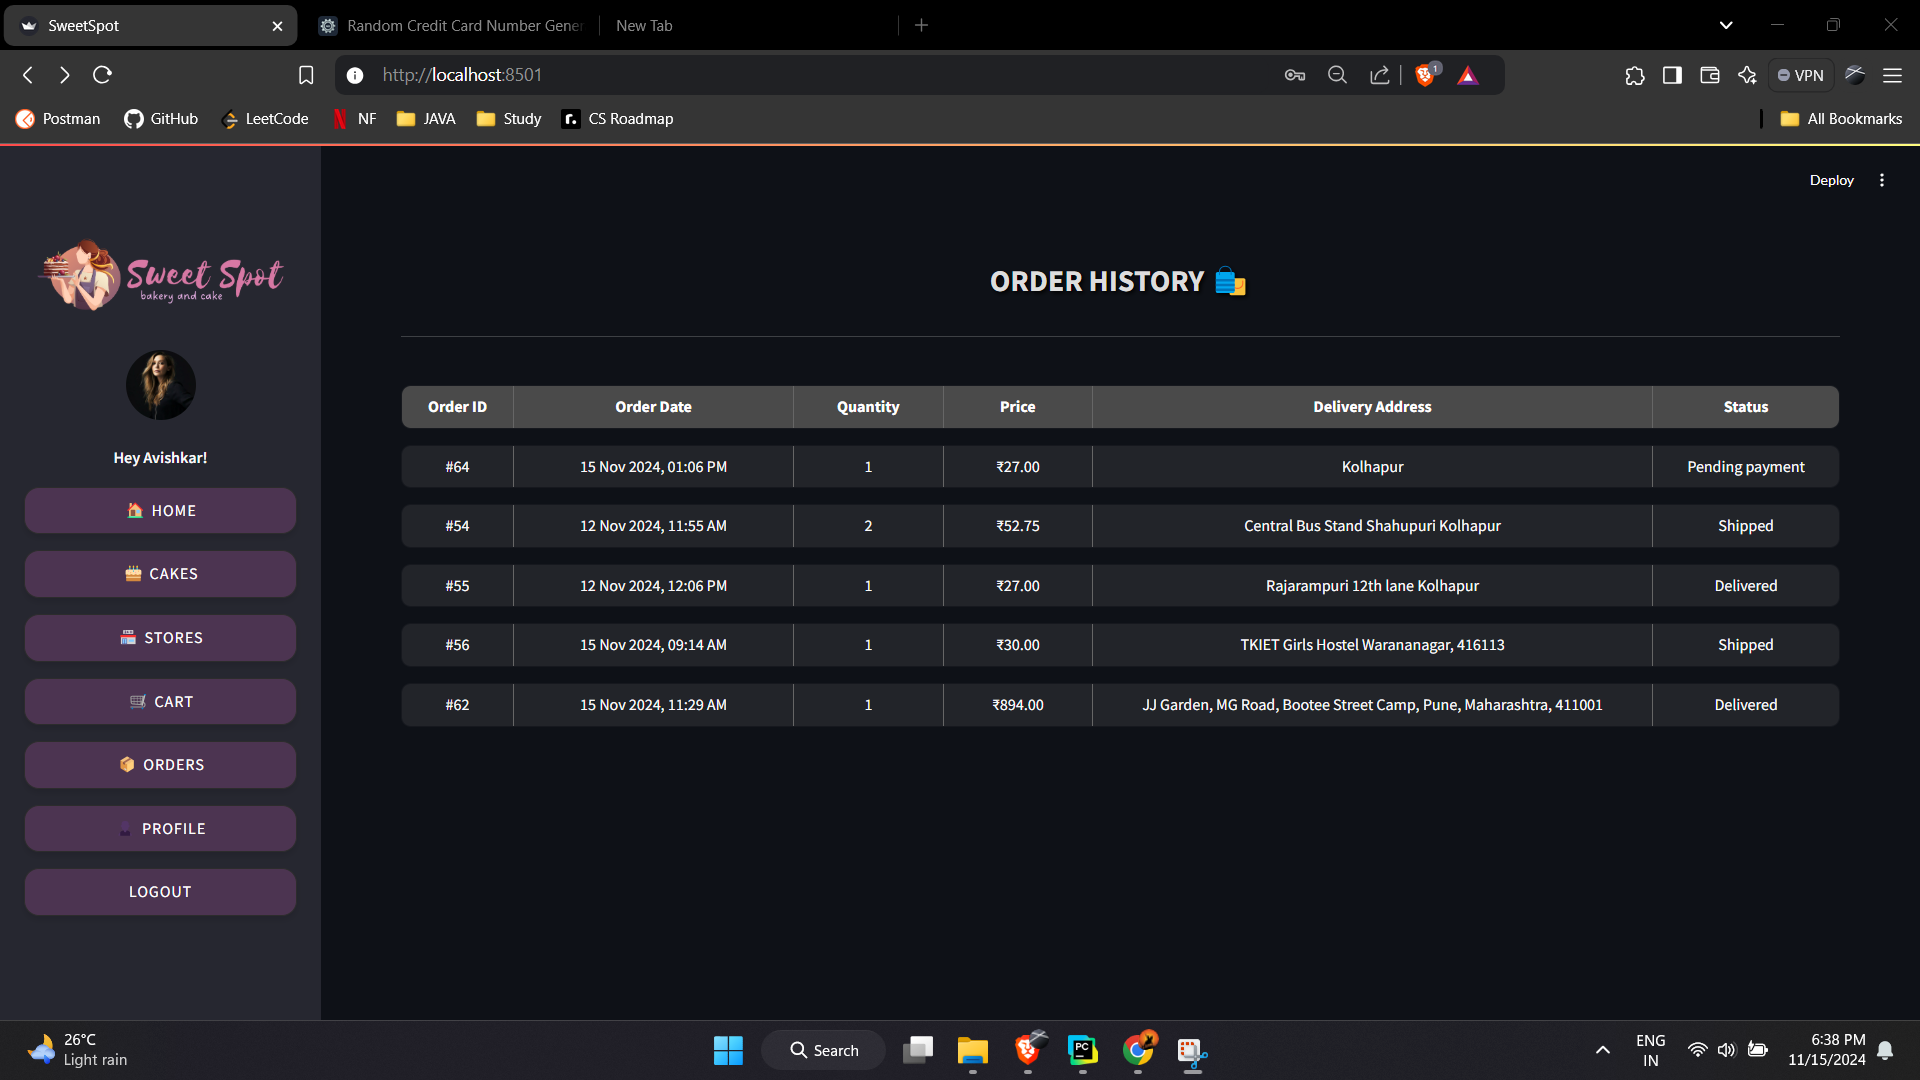 SweetSpot
Random Credit Card Number Gener
New Tab
http://localhost:8501
1
VPN
Postman
GitHub
LeetCode
NF
JAVA
Study
CS Roadmap
All Bookmarks
Deploy
Sweet Spot
bakery and cake
Hey Avishkar!
HOME
CAKES
STORES
CART
ORDERS
PROFILE
LOGOUT
ORDER HISTORY
Order ID Order Date Quantity Price Delivery Address Status
#64 15 Nov 2024, 01:06 PM 1 ₹27.00 Kolhapur Pending payment
#54 12 Nov 2024, 11:55 AM 2 ₹52.75 Central Bus Stand Shahupuri Kolhapur Shipped
#55 12 Nov 2024, 12:06 PM 1 ₹27.00 Rajarampuri 12th lane Kolhapur Delivered
#56 15 Nov 2024, 09:14 AM 1 ₹30.00 TKIET Girls Hostel Warananagar, 416113 Shipped
#62 15 Nov 2024, 11:29 AM 1 ₹894.00 JJ Garden, MG Road, Bootee Street Camp, Pune, Maharashtra, 411001 Delivered
26°C
Light rain
Search
PC
ENG
IN
6:38 PM
11/15/2024